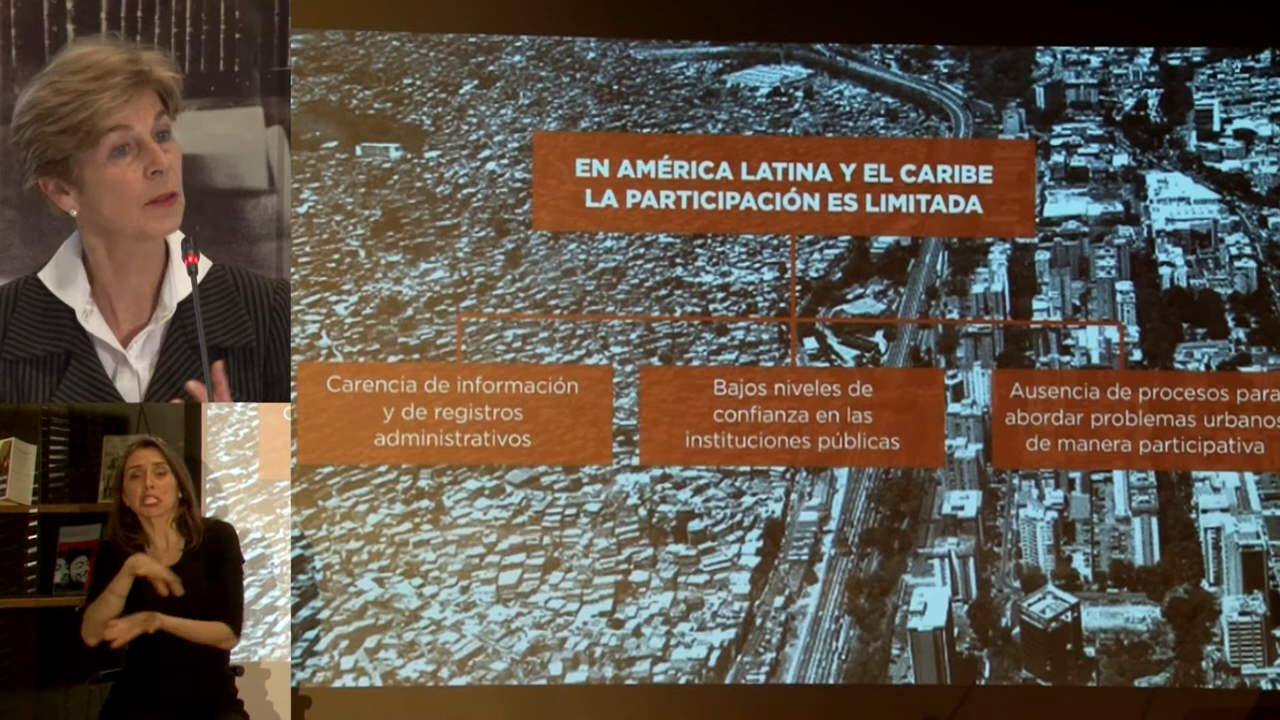 EN AMÉRICA LATINA Y EL CARIBE
LA PARTICIPACIÓN ES LIMITADA
Carencia de información
y de registros
administrativos
Bajos niveles de
confianza en las
instituciones públicas
Ausencia de procesos para
abordar problemas urbanos
de manera participativa